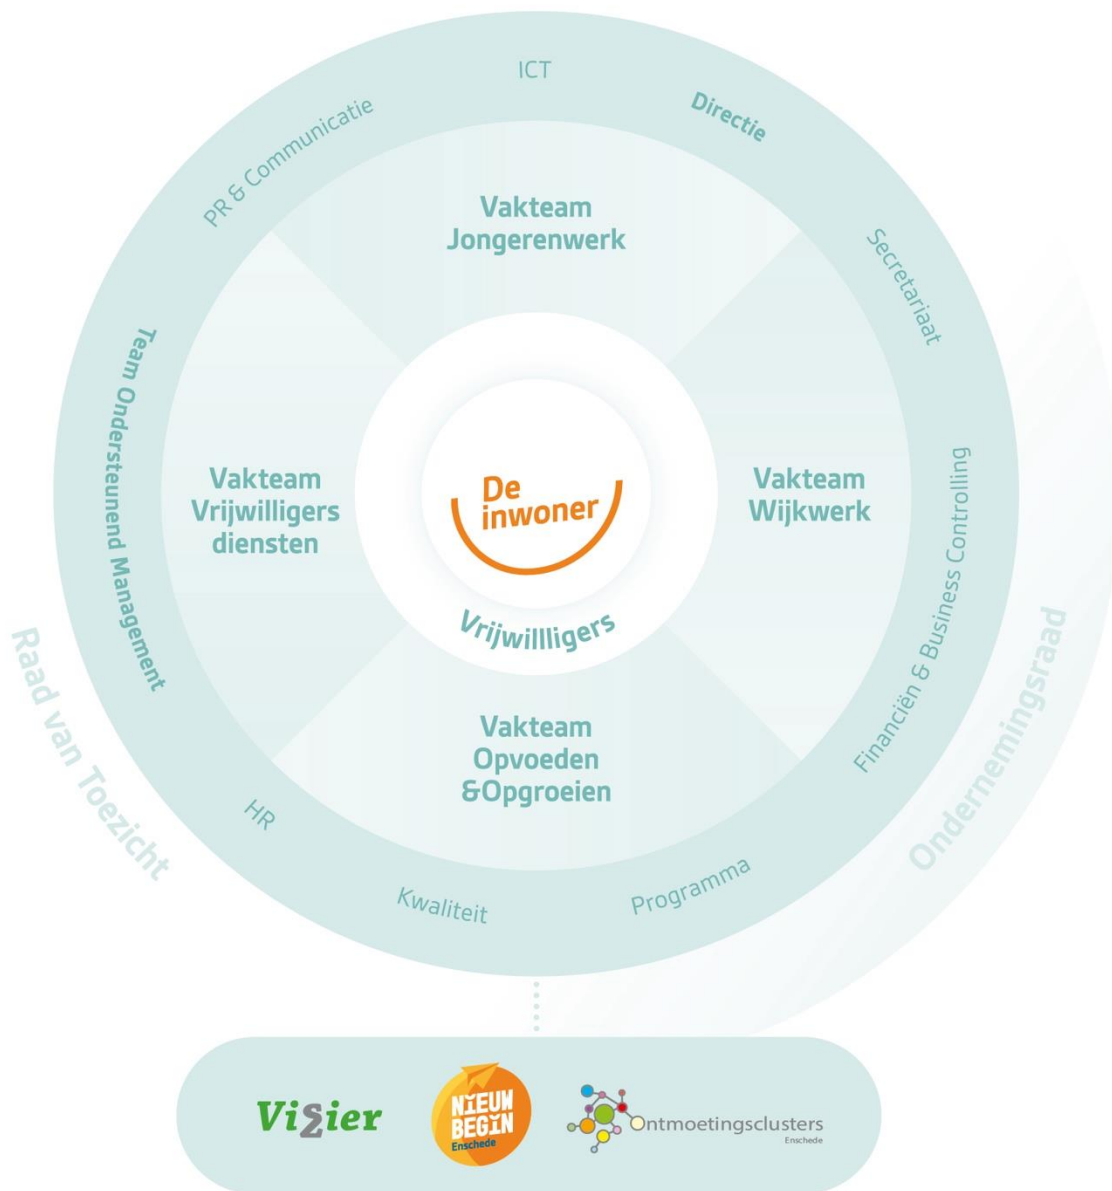 ICT
Directie
PR & Communicatie
Secretariaat
Vakteam
Jongerenwerk
Team Ondersteunend Management
Vakteam
Vrijwilligers
diensten
De
inwoner
Vakteam
Wijkwerk
Financiën & Business Controlling
Vrijwillligers
Raad van Toezicht
Ondernemingsraad
Vakteam
Opvoeden
&Opgroeien
HR
Kwaliteit
Programma
Vizier
NIEUW
BEGIN
Enschede
Ontmoetingsclusters
Enschede